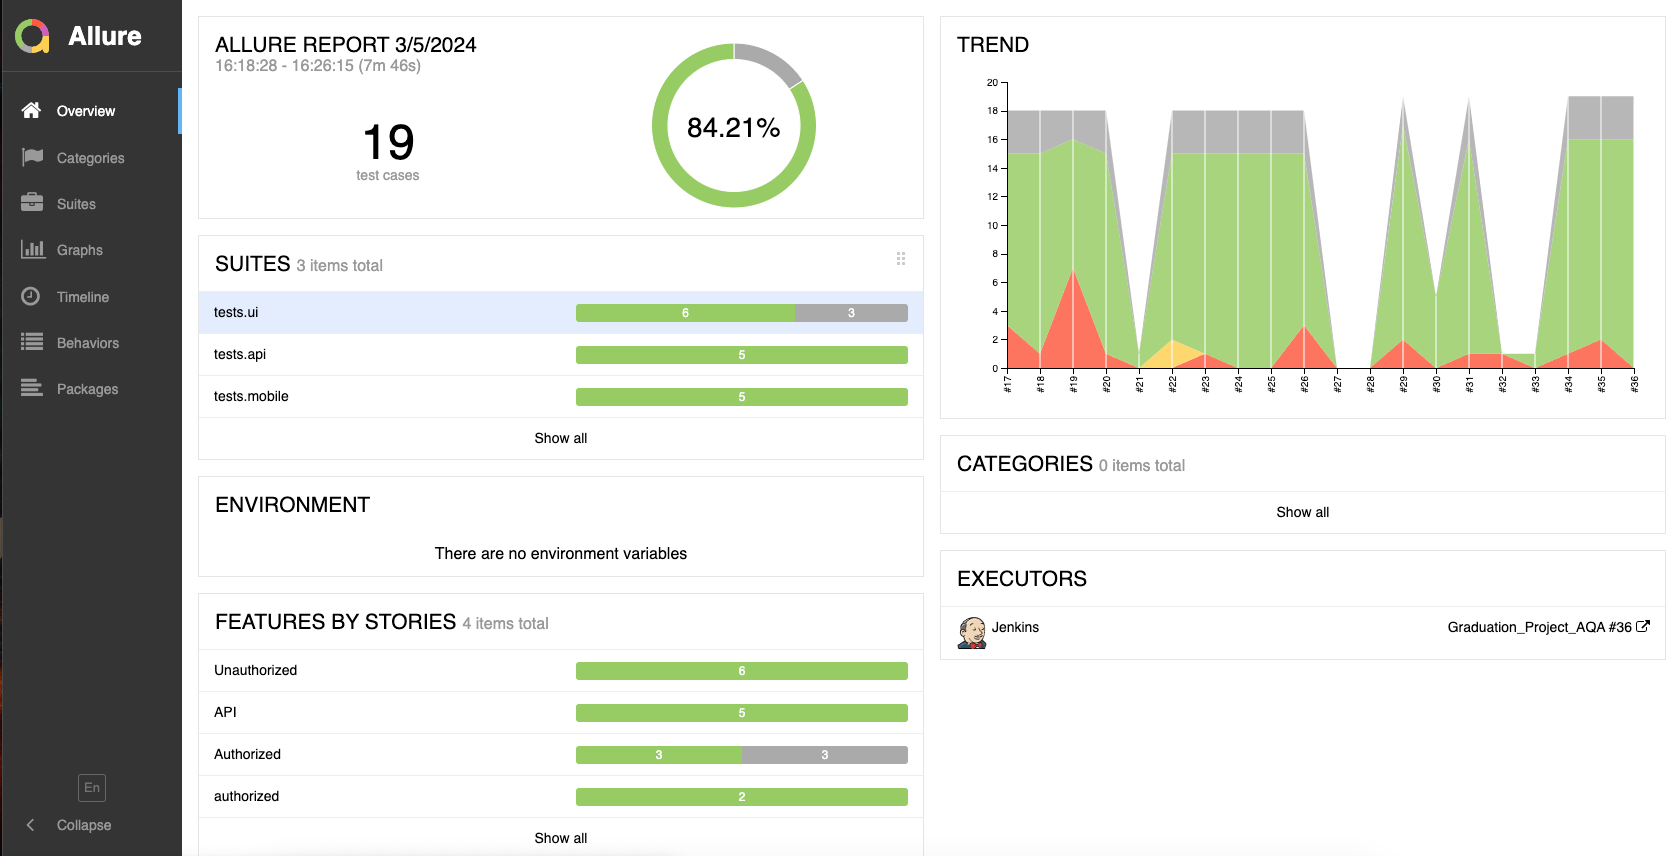 Allure
Overview
Categories
Suites
Graphs
Timeline
Behaviors
Packages
En
Collapse
ALLURE REPORT 3/5/2024
16:18:28 - 16:26:15 (7m 46s)
19
test cases
84.21%
SUITES 3 items total
tests.ui 6 3
tests.api 5
tests.mobile 5
Show all
ENVIRONMENT
There are no environment variables
FEATURES BY STORIES 4 items total
Unauthorized 6
API 5
Authorized 3 3
authorized 2
Show all
TREND
20
18
16
14
12
10
8
6
4
2
0
#17 #18 #19 #20 #21 #22 #23 #24 #25 #26 #27 #28 #29 #30 #31 #32 #33 #34 #35 #36
CATEGORIES 0 items total
Show all
EXECUTORS
Jenkins Graduation_Project_AQA #36